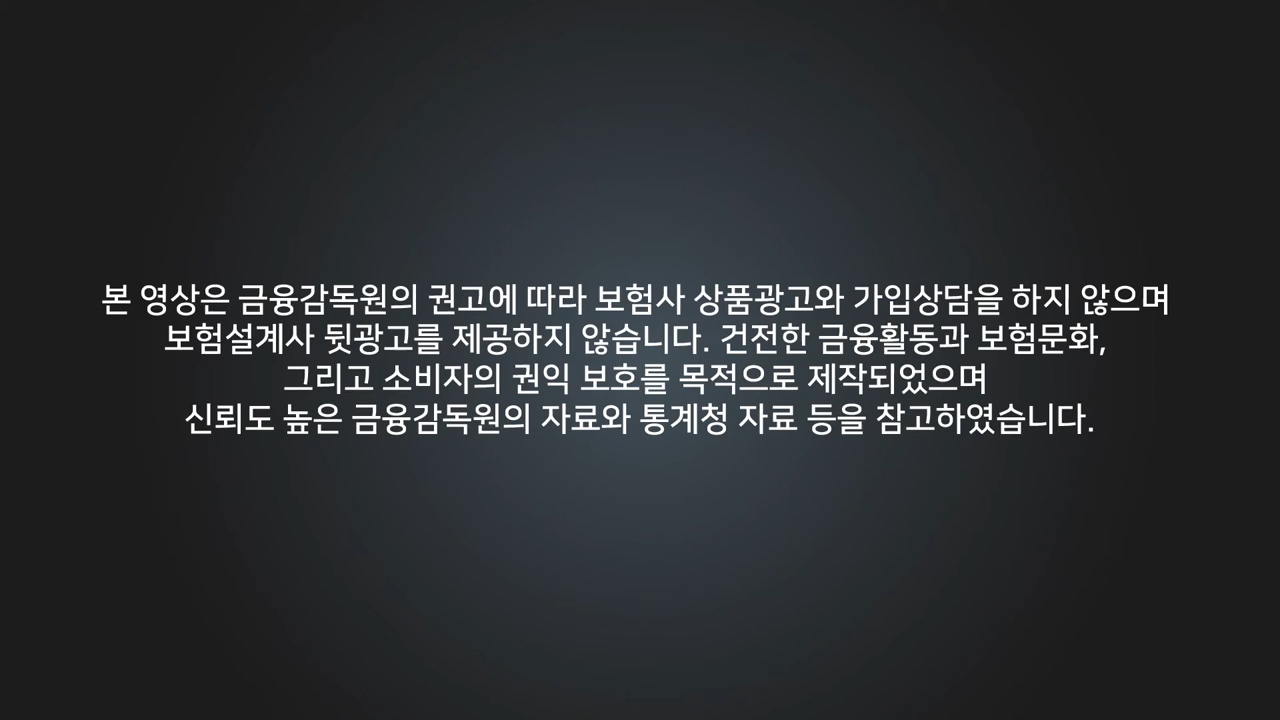 본 영상은 금융감독원의 권고에 따라 보험사 상품광고와 가입상담을 하지 않으며
보험설계사 뒷광고를 제공하지 않습니다. 건전한 금융활동과 보험문화,
그리고 소비자의 권익 보호를 목적으로 제작되었으며
신뢰도 높은 금융감독원의 자료와 통계청 자료 등을 참고하였습니다.